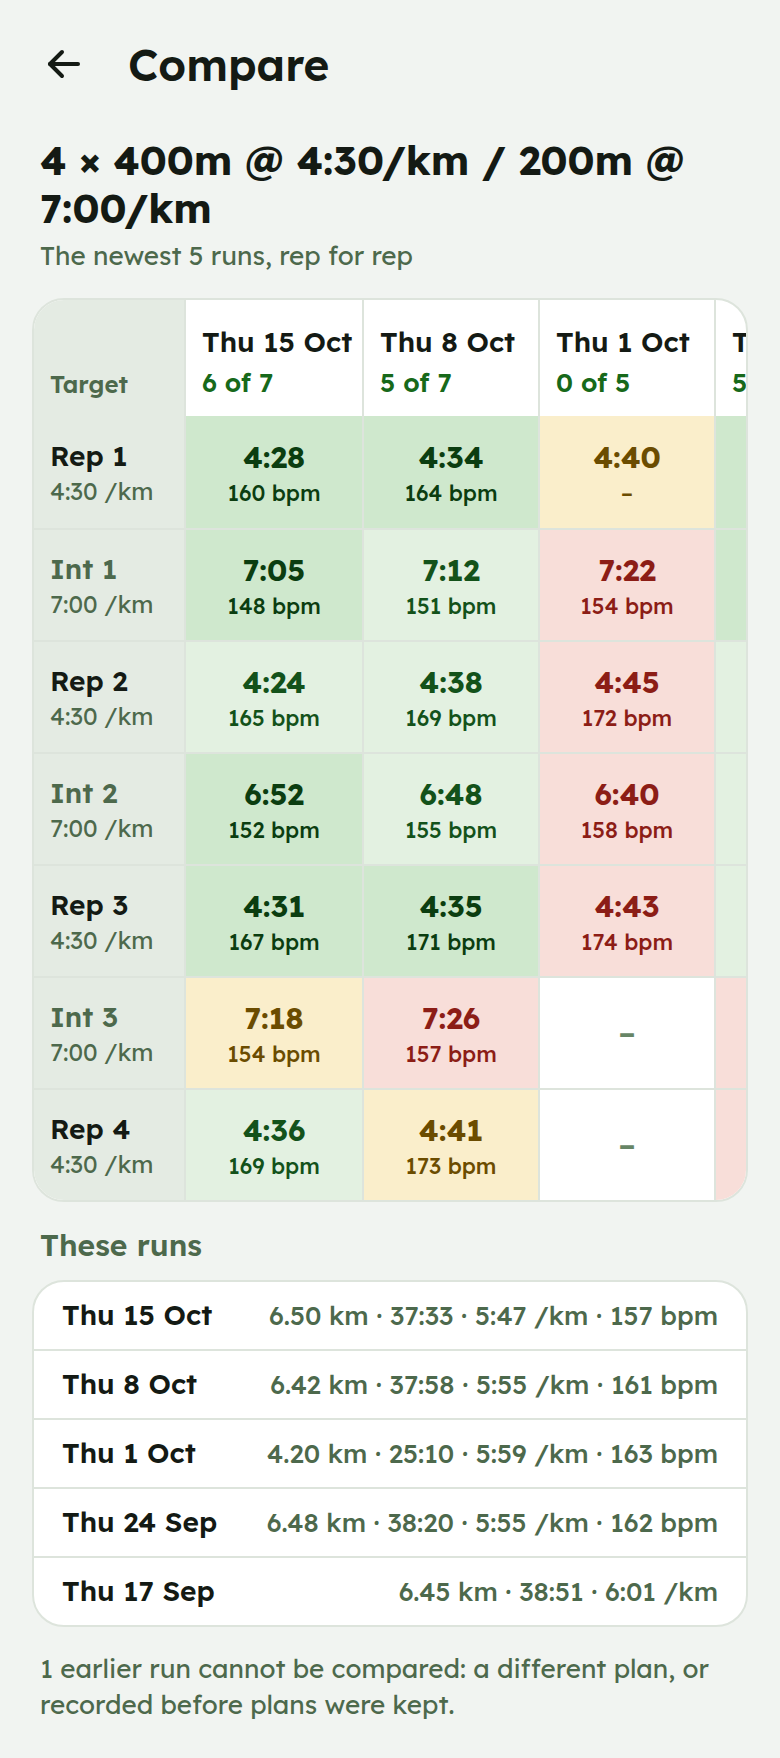 Compare
4 × 400m @ 4:30/km / 200m @
7:00/km
The newest 5 runs, rep for rep
Target
Thu 15 Oct
6 of 7
Thu 8 Oct
5 of 7
Thu 1 Oct
0 of 5
T
5
Rep 1
4:30 /km
4:28
160 bpm
4:34
164 bpm
4:40
–
Int 1
7:00 /km
7:05
148 bpm
7:12
151 bpm
7:22
154 bpm
Rep 2
4:30 /km
4:24
165 bpm
4:38
169 bpm
4:45
172 bpm
Int 2
7:00 /km
6:52
152 bpm
6:48
155 bpm
6:40
158 bpm
Rep 3
4:30 /km
4:31
167 bpm
4:35
171 bpm
4:43
174 bpm
Int 3
7:00 /km
7:18
154 bpm
7:26
157 bpm
–
Rep 4
4:30 /km
4:36
169 bpm
4:41
173 bpm
–
These runs
Thu 15 Oct 6.50 km · 37:33 · 5:47 /km · 157 bpm
Thu 8 Oct 6.42 km · 37:58 · 5:55 /km · 161 bpm
Thu 1 Oct 4.20 km · 25:10 · 5:59 /km · 163 bpm
Thu 24 Sep 6.48 km · 38:20 · 5:55 /km · 162 bpm
Thu 17 Sep 6.45 km · 38:51 · 6:01 /km
1 earlier run cannot be compared: a different plan, or
recorded before plans were kept.